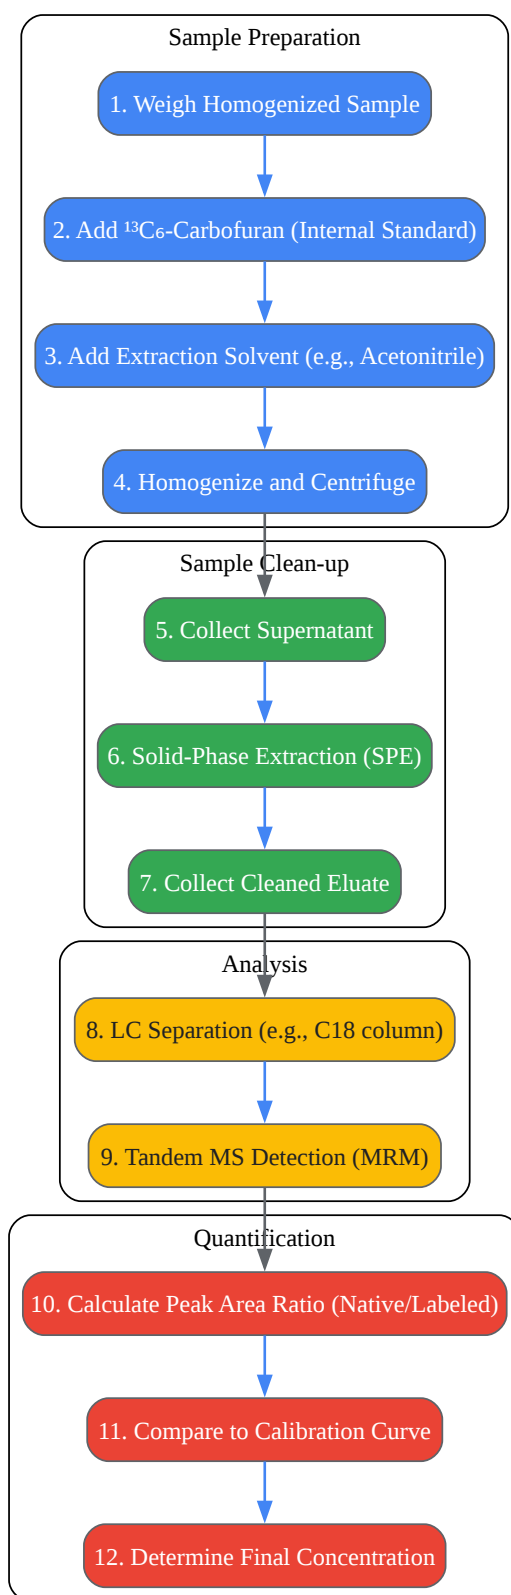 Sample Preparation
1. Weigh Homogenized Sample
2. Add ¹³C₆-Carbofuran (Internal Standard)
3. Add Extraction Solvent (e.g., Acetonitrile)
4. Homogenize and Centrifuge
Sample Clean-up
5. Collect Supernatant
6. Solid-Phase Extraction (SPE)
7. Collect Cleaned Eluate
Analysis
8. LC Separation (e.g., C18 column)
9. Tandem MS Detection (MRM)
Quantification
10. Calculate Peak Area Ratio (Native/Labeled)
11. Compare to Calibration Curve
12. Determine Final Concentration